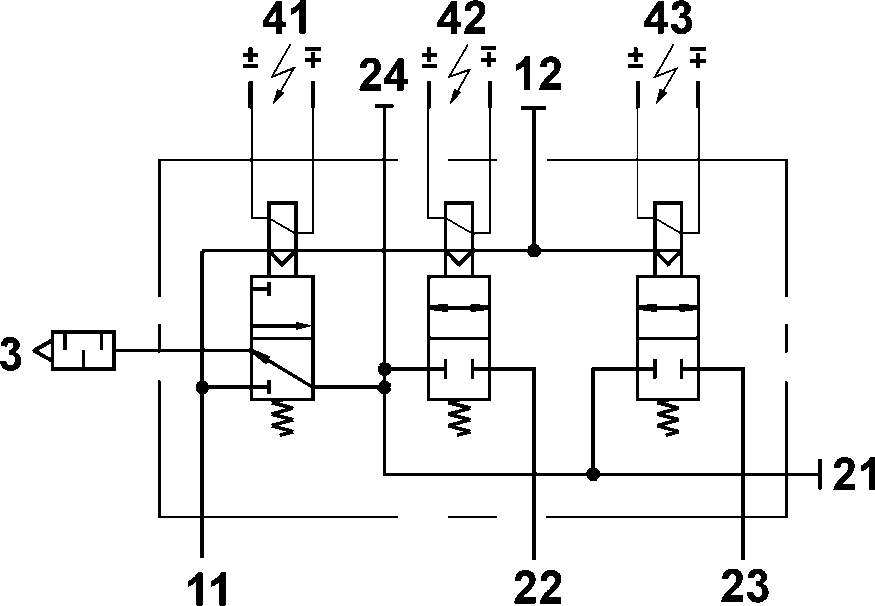 41 42 43
± ∓ ± ∓ ± ∓
24 12
3
21
11 22 23